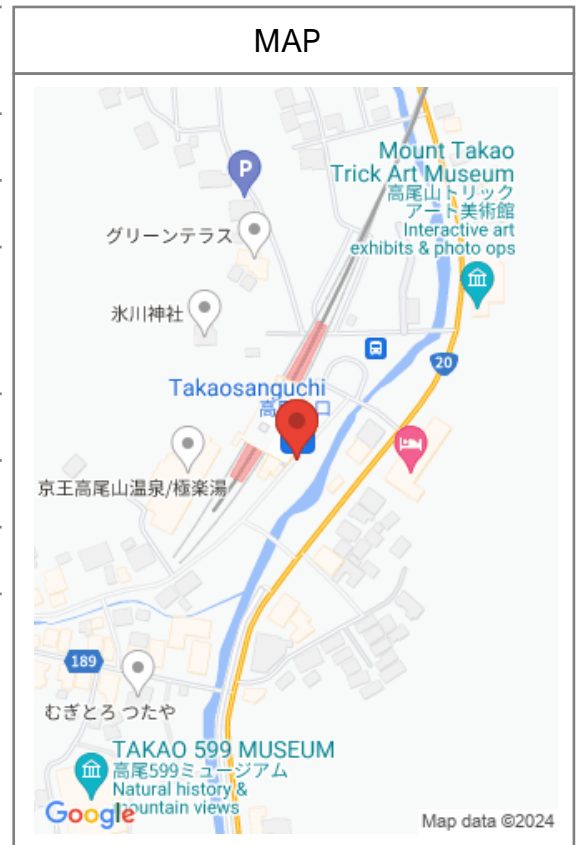 MAP
Mount Takao
Trick Art Museum
高尾山トリック
アート美術館
Interactive art
exhibits & photo ops
P
グリーンテラス
氷川神社
20
Takaosanguchi
高
口
京王高尾山温泉/極楽湯
189
むぎとろ つたや
TAKAO 599 MUSEUM
高尾599ミュージアム
Natural history &
mountain views
Google
Map data ©2024